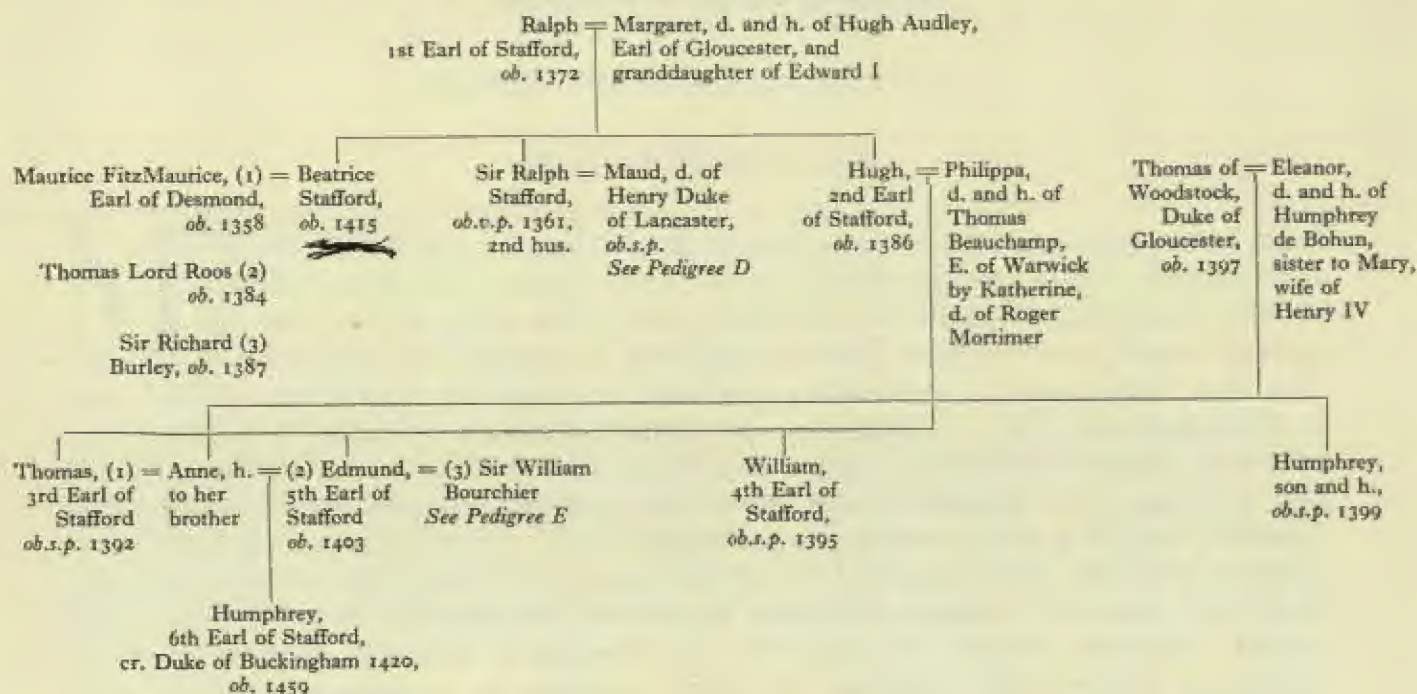 Ralph = Margaret, d. and h. of Hugh Audley,
1st Earl of Stafford, Earl of Gloucester, and
ob. 1372 granddaughter of Edward I
Maurice FitzMaurice, (1) = Beatrice
Earl of Desmond, Stafford,
ob. 1358 ob. 1415
Thomas Lord Roos (2)
ob. 1384
Sir Richard (3)
Burley, ob. 1387
Sir Ralph = Maud, d. of
Stafford, Henry Duke
ob.v.p. 1361, of Lancaster,
2nd hus. ob.s.p.
See Pedigree D
Hugh, = Philippa,
2nd Earl d. and h. of
of Stafford, Thomas
ob. 1386 Beauchamp,
E. of Warwick
by Katherine,
d. of Roger
Mortimer
Thomas of = Eleanor,
Woodstock, d. and h. of
Duke of Humphrey
Gloucester, de Bohun,
ob. 1397 sister to Mary,
wife of
Henry IV
Thomas, (1) = Anne, h. = (2) Edmund, = (3) Sir William
3rd Earl of to her 5th Earl of Bourchier
Stafford brother Stafford See Pedigree E
ob.s.p. 1392 ob. 1403
William,
4th Earl of
Stafford,
ob.s.p. 1395
Humphrey,
son and h.,
ob.s.p. 1399
Humphrey,
6th Earl of Stafford,
cr. Duke of Buckingham 1420,
ob. 1459